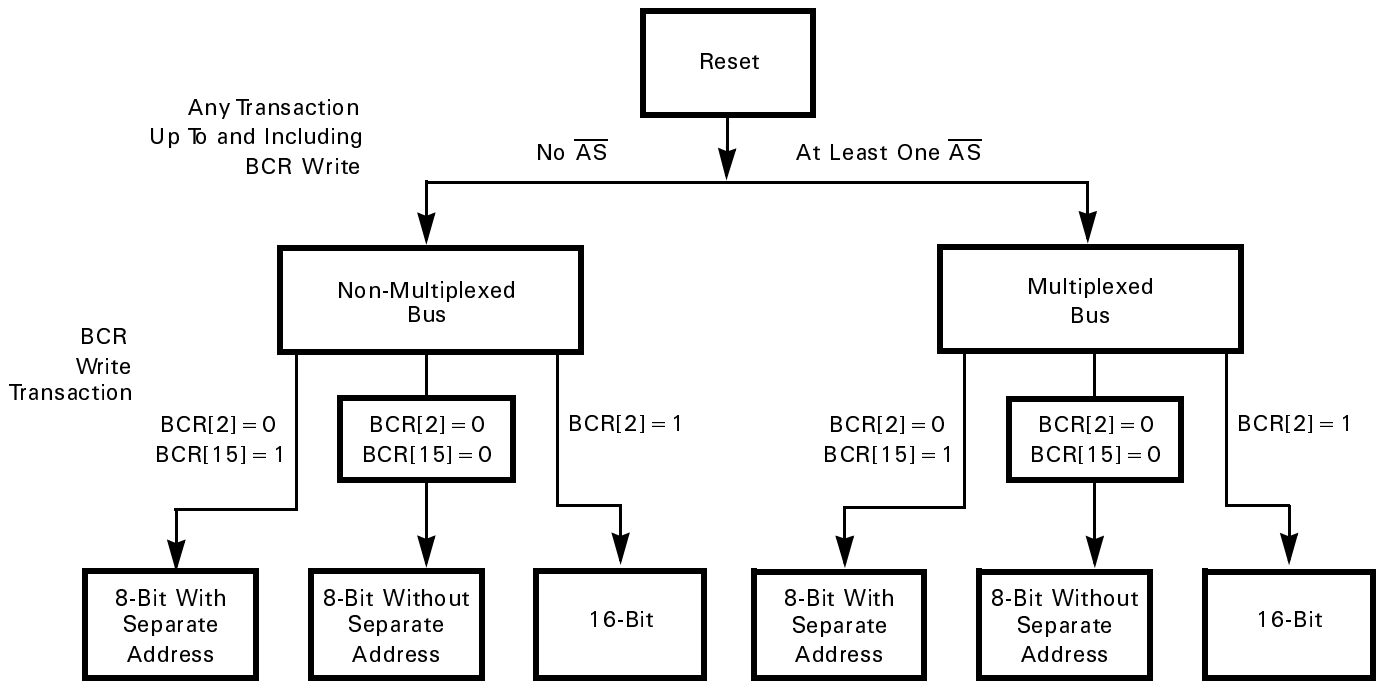 Reset
Any Transaction
Up To and Including
BCR Write
No A̅S̅
At Least One A̅S̅
Non-Multiplexed
Bus
Multiplexed
Bus
BCR
Write
Transaction
BCR[2]=0
BCR[15]=1
BCR[2]=0
BCR[15]=0
BCR[2]=1
BCR[2]=0
BCR[15]=1
BCR[2]=0
BCR[15]=0
BCR[2]=1
8-Bit With
Separate
Address
8-Bit Without
Separate
Address
16-Bit
8-Bit With
Separate
Address
8-Bit Without
Separate
Address
16-Bit